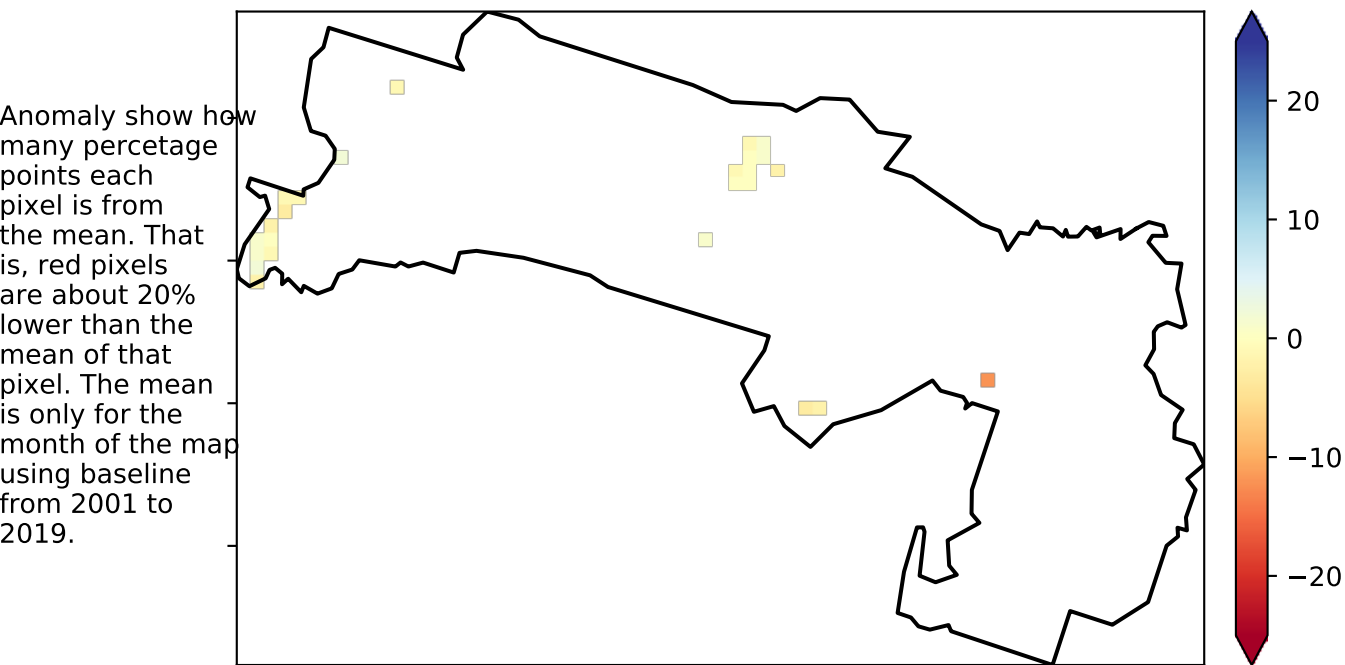 Anomaly show how
many percetage
points each
pixel is from
the mean. That
is, red pixels
are about 20%
lower than the
mean of that
pixel. The mean
is only for the
month of the map
using baseline
from 2001 to
2019.
20
10
0
−10
−20